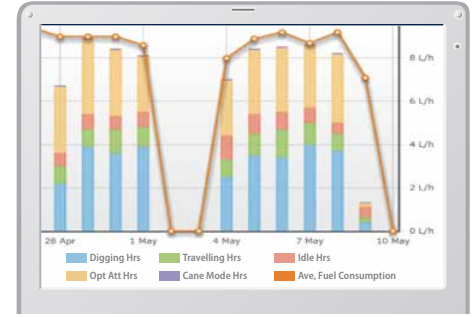 8 L/h
6 L/h
4 L/h
2 L/h
0 L/h
28 Apr 1 May 4 May 7 May 10 May
Digging Hrs Travelling Hrs Idle Hrs
Opt Att Hrs Cane Mode Hrs Ave, Fuel Consumption